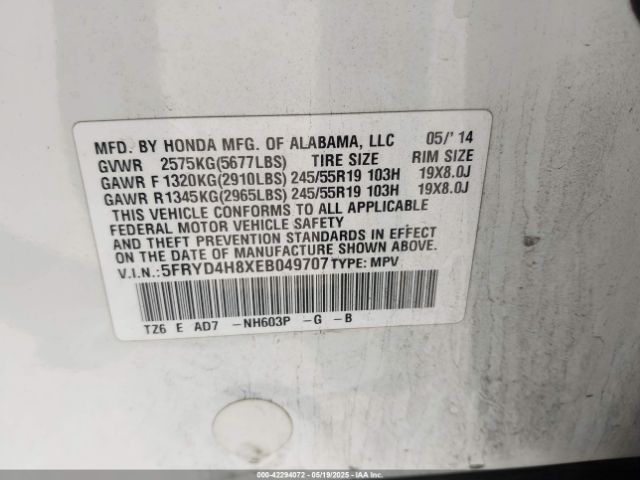 MFD. BY HONDA MFG. OF ALABAMA, LLC 05/'14
GVWR 2575KG(5677LBS) TIRE SIZE RIM SIZE
GAWR F 1320KG(2910LBS) 245/55R19 103H 19X8.0J
GAWR R1345KG(2965LBS) 245/55R19 103H 19X8.0J
THIS VEHICLE CONFORMS TO ALL APPLICABLE
FEDERAL MOTOR VEHICLE SAFETY
AND THEFT PREVENTION STANDARDS IN EFFECT
ON THE DATE OF MANUFACTURE SHOWN ABOVE.
V.I.N.: 5FRYD4H8XEB049707 TYPE: MPV
TZ6 E AD7 -NH603P -G -B
00-42294072 - 05/19/2025 - IAA, Inc.